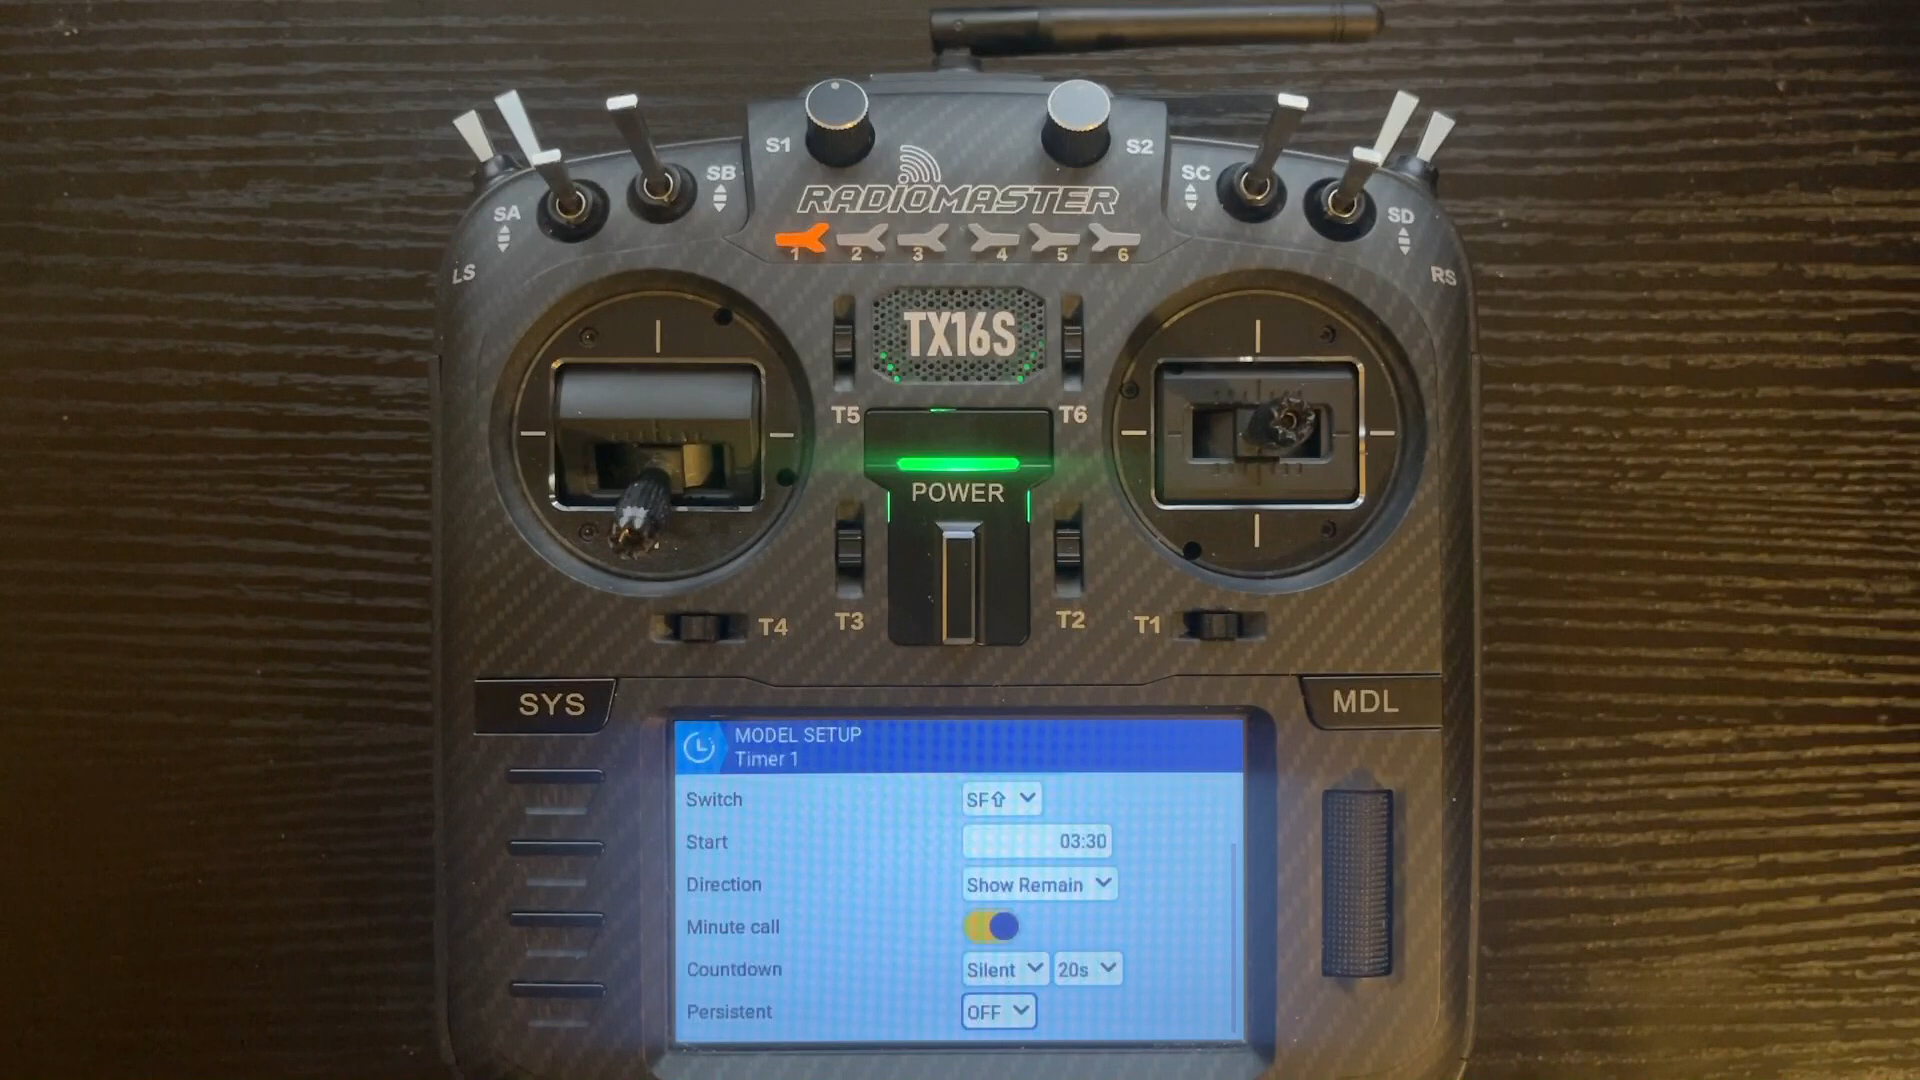 S1
S2
SB
SC
SA
SD
RADIOMASTER
1 2 3 4 5 6
LS
RS
TX16S
T5
T6
POWER
T4
T3
T2
T1
SYS
MDL
MODEL SETUP
Timer 1
Switch SF⇧
Start 03:30
Direction Show Remain
Minute call
Countdown Silent 20s
Persistent OFF